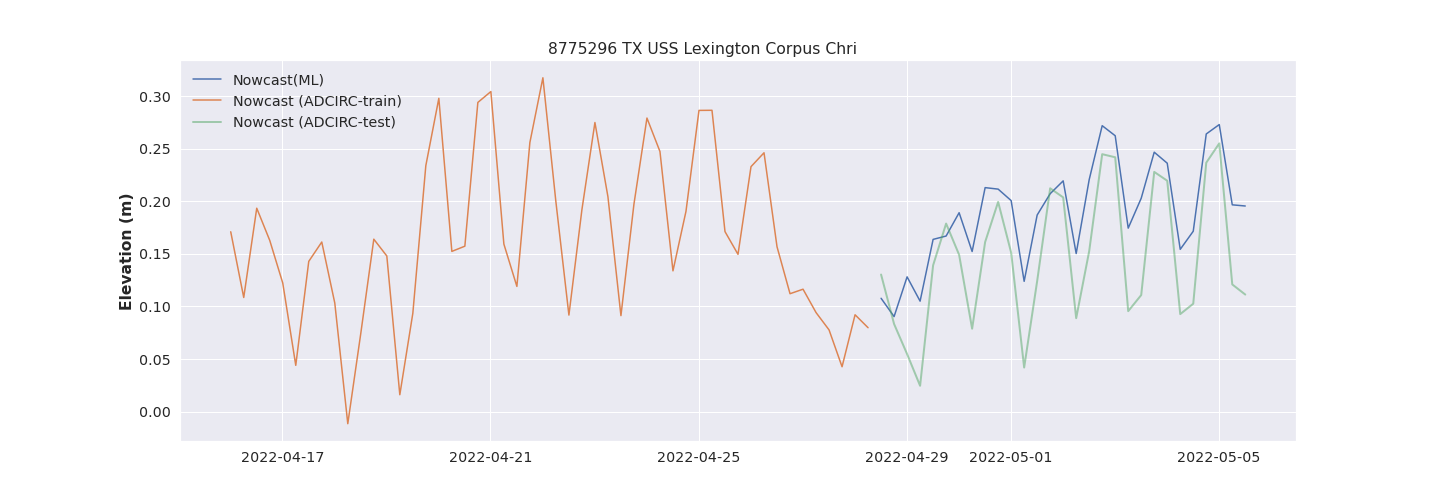 8775296 TX USS Lexington Corpus Chri
Nowcast(ML)
Nowcast (ADCIRC-train)
Nowcast (ADCIRC-test)
Elevation (m)
0.30
0.25
0.20
0.15
0.10
0.05
0.00
2022-04-17 2022-04-21 2022-04-25 2022-04-29 2022-05-01 2022-05-05